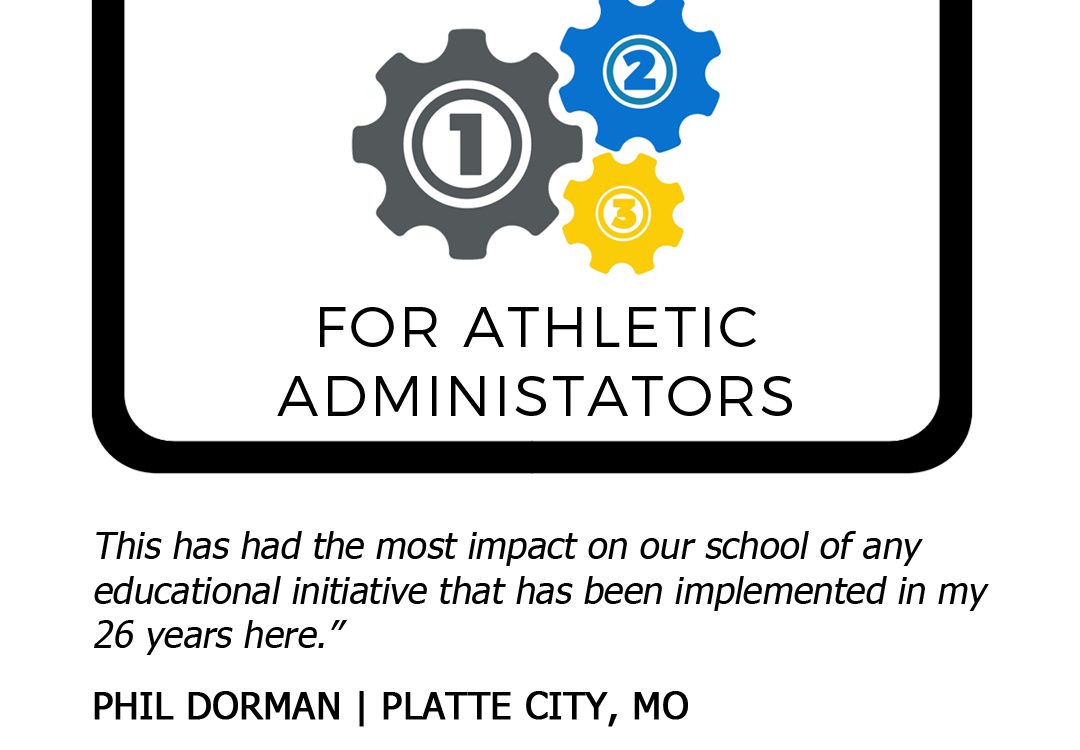 2
1
3
FOR ATHLETIC
ADMINISTATORS
This has had the most impact on our school of any
educational initiative that has been implemented in my
26 years here.”
PHIL DORMAN | PLATTE CITY, MO